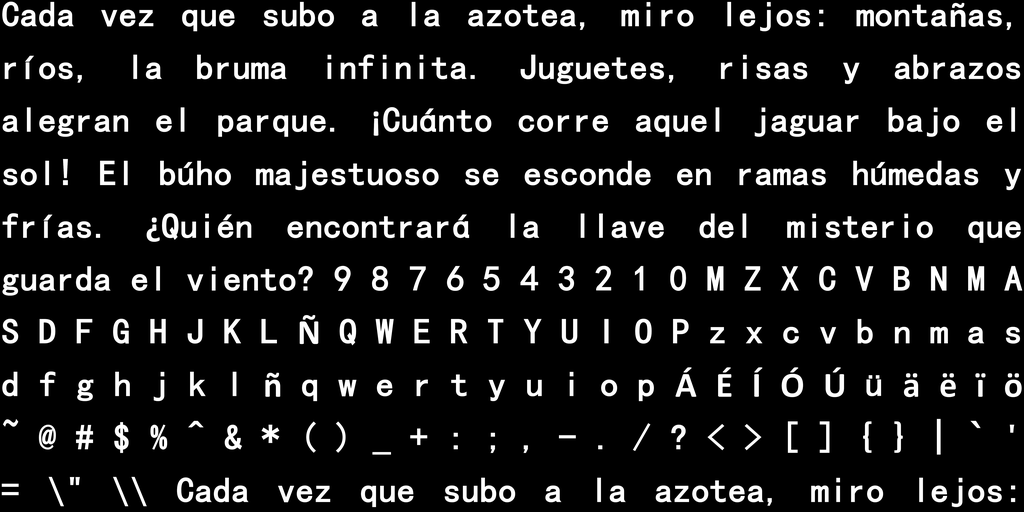 Cada vez que subo a la azotea, miro lejos: montañas,
ríos, la bruma infinita. Juguetes, risas y abrazos
alegran el parque. ¡Cuánto corre aquel jaguar bajo el
sol! El búho majestuoso se esconde en ramas húmedas y
frías. ¿Quién encontrará la llave del misterio que
guarda el viento? 9 8 7 6 5 4 3 2 1 0 M Z X C V B N M A
S D F G H J K L Ñ Q W E R T Y U I O P z x c v b n m a s
d f g h j k l ñ q w e r t y u i o p Á É Í Ó Ú ü ä ë ï ö
~ @ # $ % ^ & * ( ) _ + : ; , - . / ? < > [ ] { } | ` '
= \" \\ Cada vez que subo a la azotea, miro lejos: